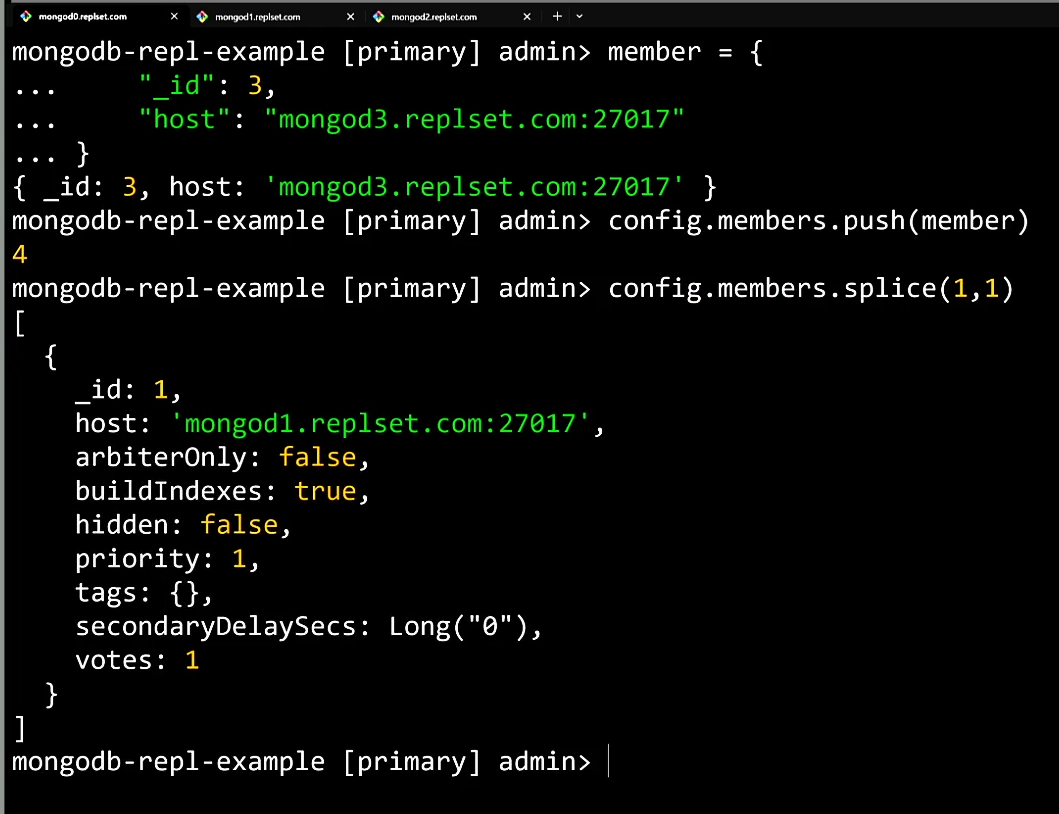 mongod0.replset.com × mongod1.replset.com × mongod2.replset.com × +
mongodb-repl-example [primary] admin> member = {
...     "_id": 3,
...     "host": "mongod3.replset.com:27017"
... }
{ _id: 3, host: 'mongod3.replset.com:27017' }
mongodb-repl-example [primary] admin> config.members.push(member)
4
mongodb-repl-example [primary] admin> config.members.splice(1,1)
[
  {
    _id: 1,
    host: 'mongod1.replset.com:27017',
    arbiterOnly: false,
    buildIndexes: true,
    hidden: false,
    priority: 1,
    tags: {},
    secondaryDelaySecs: Long("0"),
    votes: 1
  }
]
mongodb-repl-example [primary] admin>